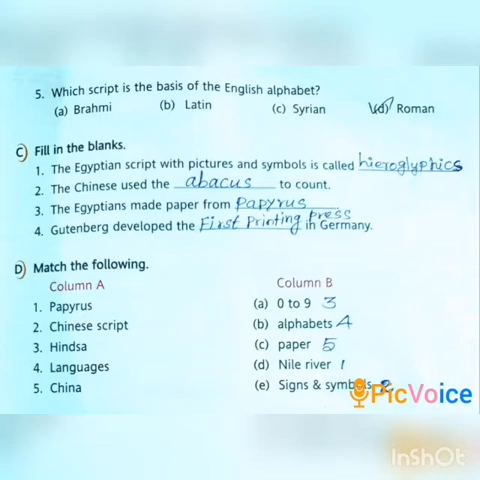 5. Which script is the basis of the English alphabet?
(a) Brahmi (b) Latin (c) Syrian (d) Roman
C) Fill in the blanks.
1. The Egyptian script with pictures and symbols is called hieroglyphics
2. The Chinese used the abacus to count.
3. The Egyptians made paper from Papyrus
4. Gutenberg developed the First Printing press in Germany.
D) Match the following.
Column A Column B
1. Papyrus (a) 0 to 9 3
2. Chinese script (b) alphabets 4
3. Hindsa (c) paper 5
4. Languages (d) Nile river 1
5. China (e) Signs & symbols 2
PicVoice
InShOt